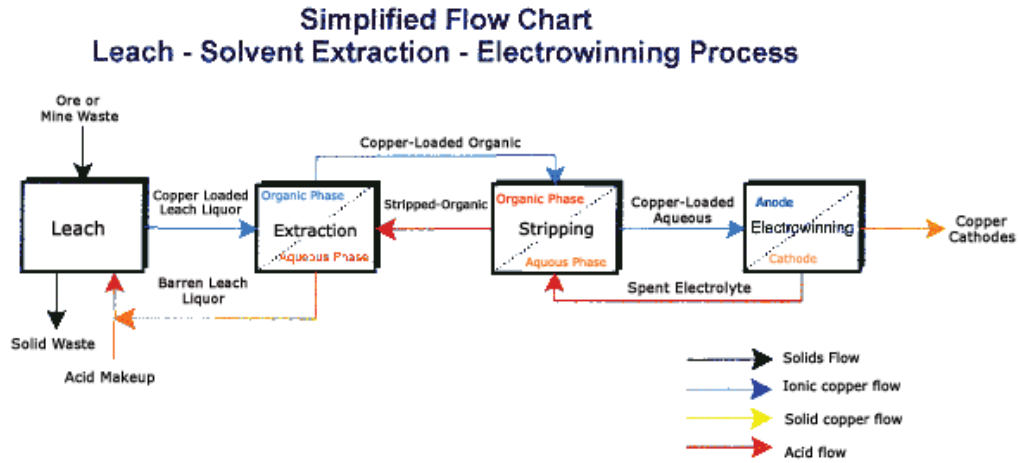 Simplified Flow Chart
Leach - Solvent Extraction - Electrowinning Process
Ore or
Mine Waste
Copper-Loaded Organic
Copper Loaded
Leach Liquor
Organic Phase
Stripped-Organic
Organic Phase
Copper-Loaded
Aqueous
Anode
Leach
Extraction
Stripping
Electrowinning
Copper
Cathodes
Aqueous Phase
Aquous Phase
Cathode
Barren Leach
Liquor
Spent Electrolyte
Solid Waste
Acid Makeup
Solids Flow
Ionic copper flow
Solid copper flow
Acid flow